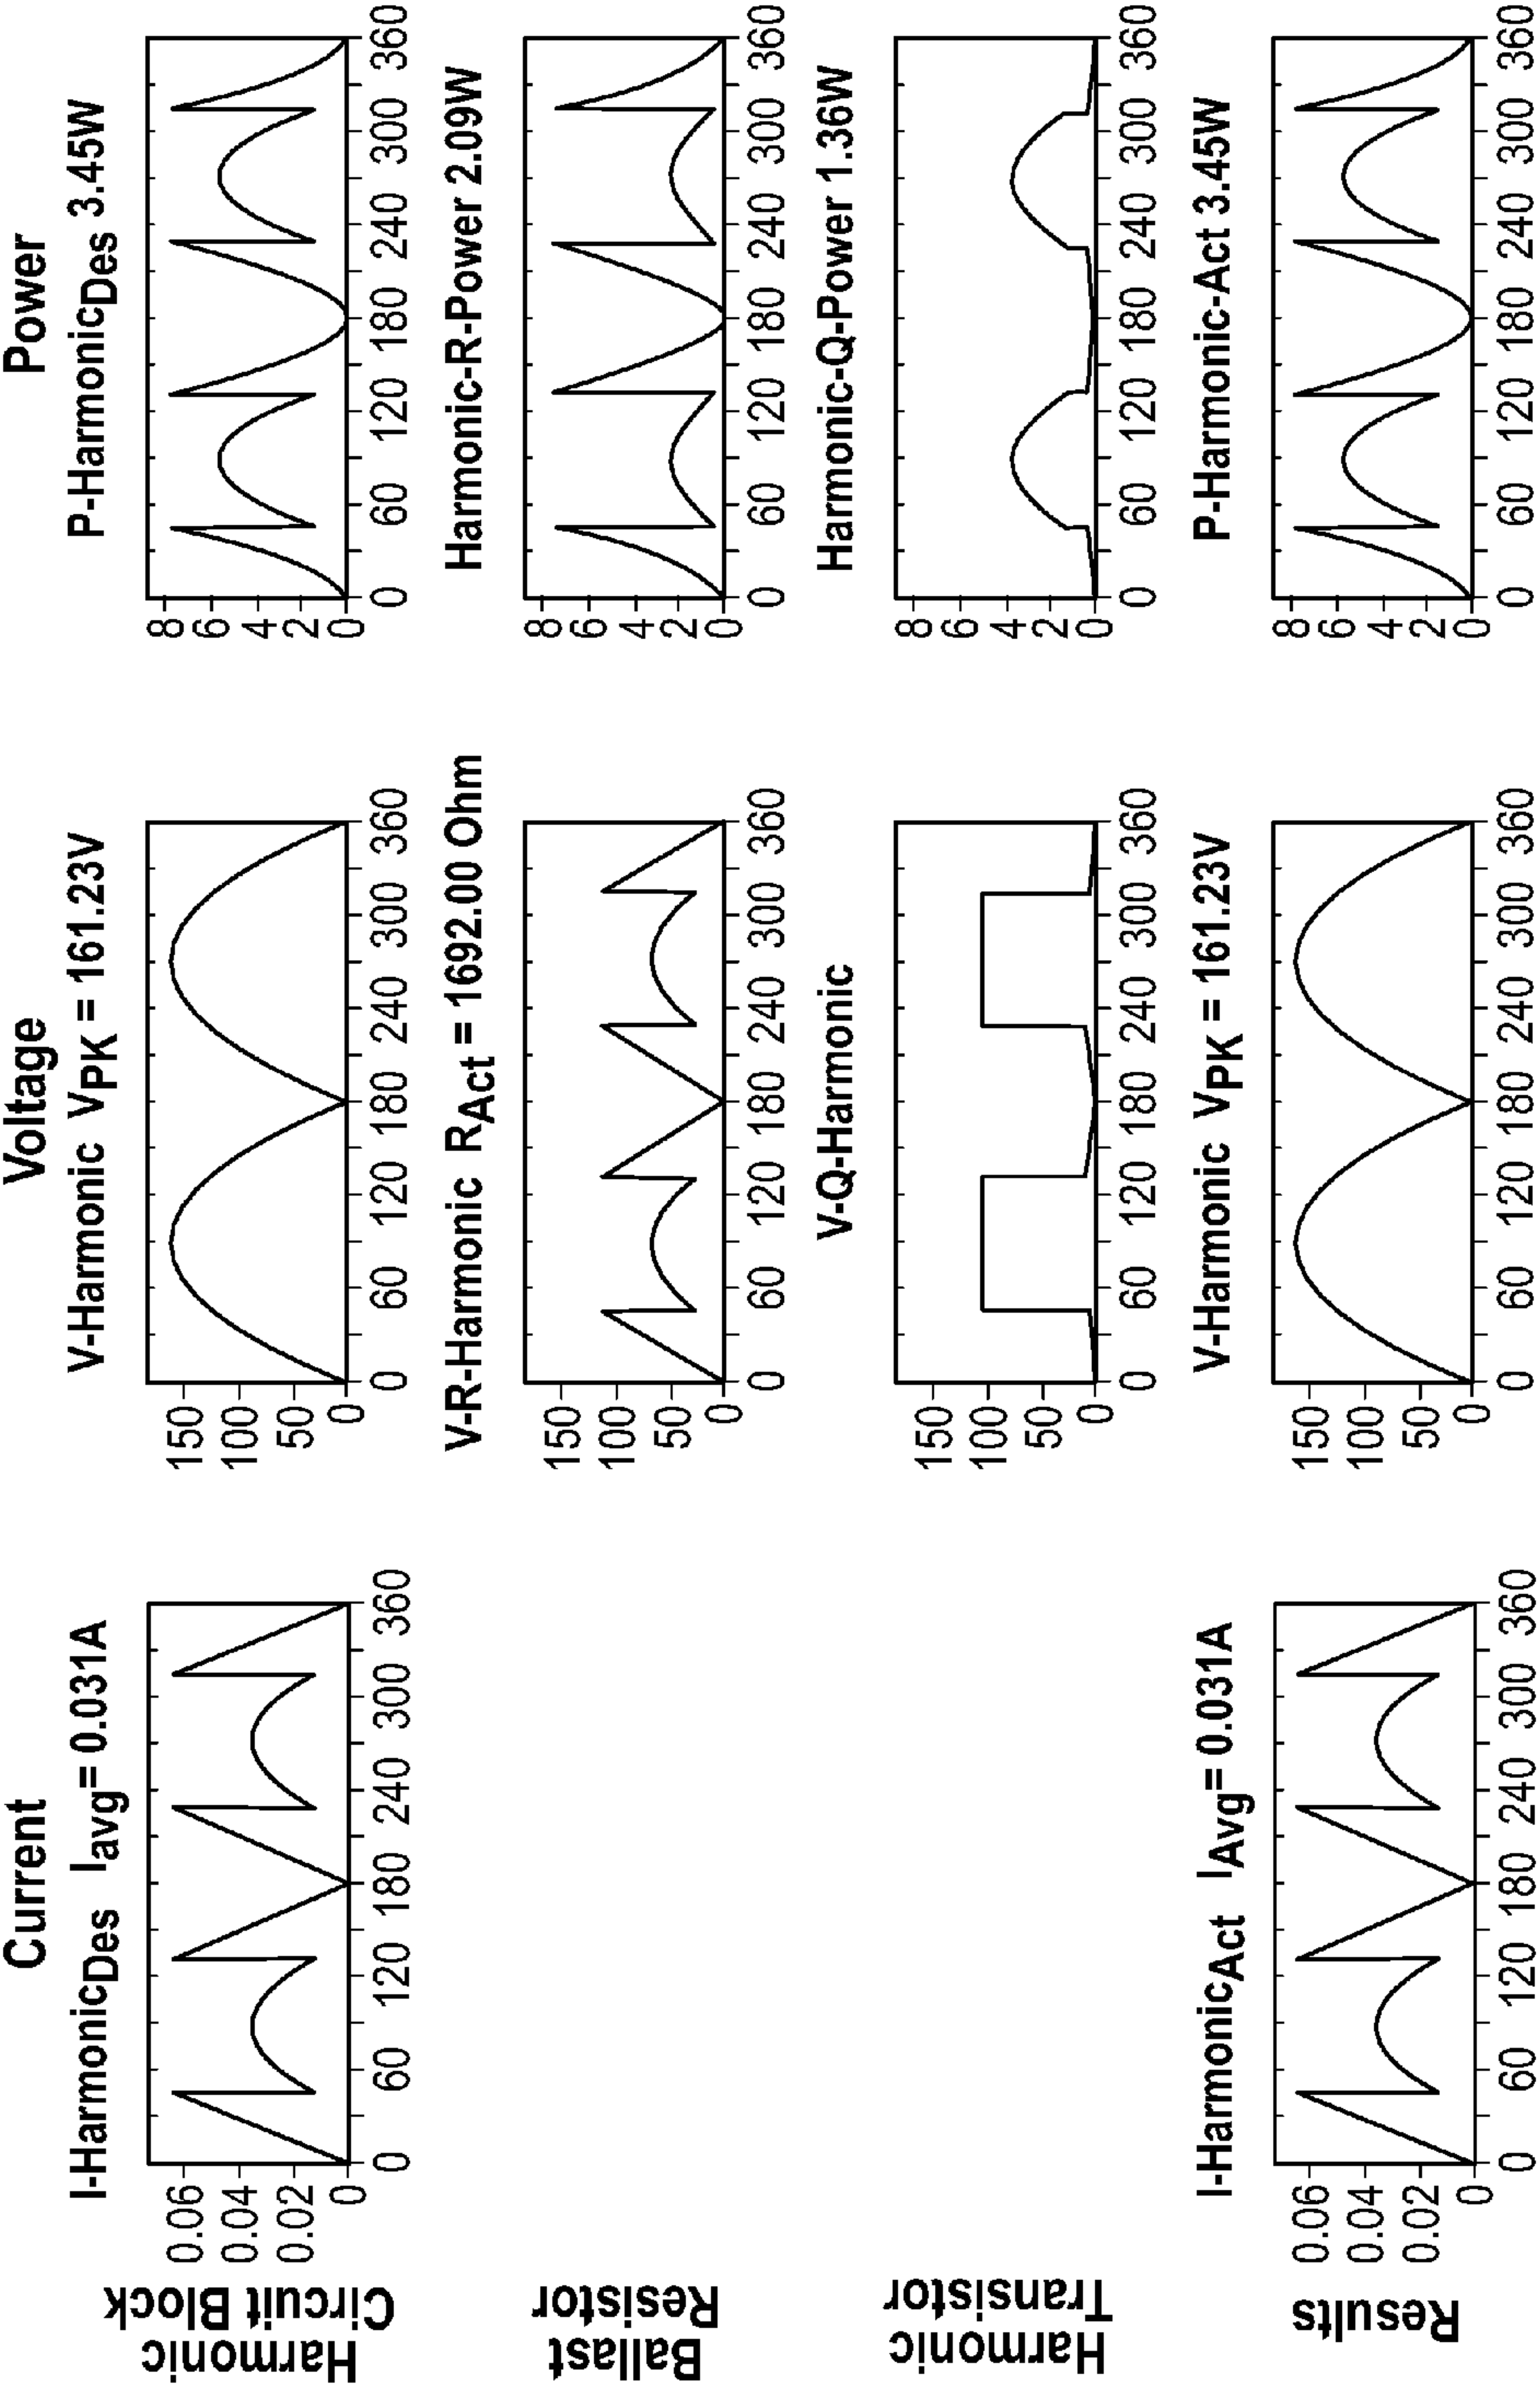 Current
Voltage
Power
Harmonic
Circuit Block
I-HarmonicDes Iavg= 0.031A
0.06
0.04
0.02
0
0 60 120 180 240 300 360
V-Harmonic VPK = 161.23V
150
100
50
0
0 60 120 180 240 300 360
P-HarmonicDes 3.45W
8
6
4
2
0
0 60 120 180 240 300 360
Ballast
Resistor
V-R-Harmonic RAct = 1692.00 Ohm
150
100
50
0
0 60 120 180 240 300 360
Harmonic-R-Power 2.09W
8
6
4
2
0
0 60 120 180 240 300 360
Harmonic
Transistor
V-Q-Harmonic
150
100
50
0
0 60 120 180 240 300 360
Harmonic-Q-Power 1.36W
8
6
4
2
0
0 60 120 180 240 300 360
Results
I-HarmonicAct IAvg= 0.031A
0.06
0.04
0.02
0
0 60 120 180 240 300 360
V-Harmonic VPK = 161.23V
150
100
50
0
0 60 120 180 240 300 360
P-Harmonic-Act 3.45W
8
6
4
2
0
0 60 120 180 240 300 360